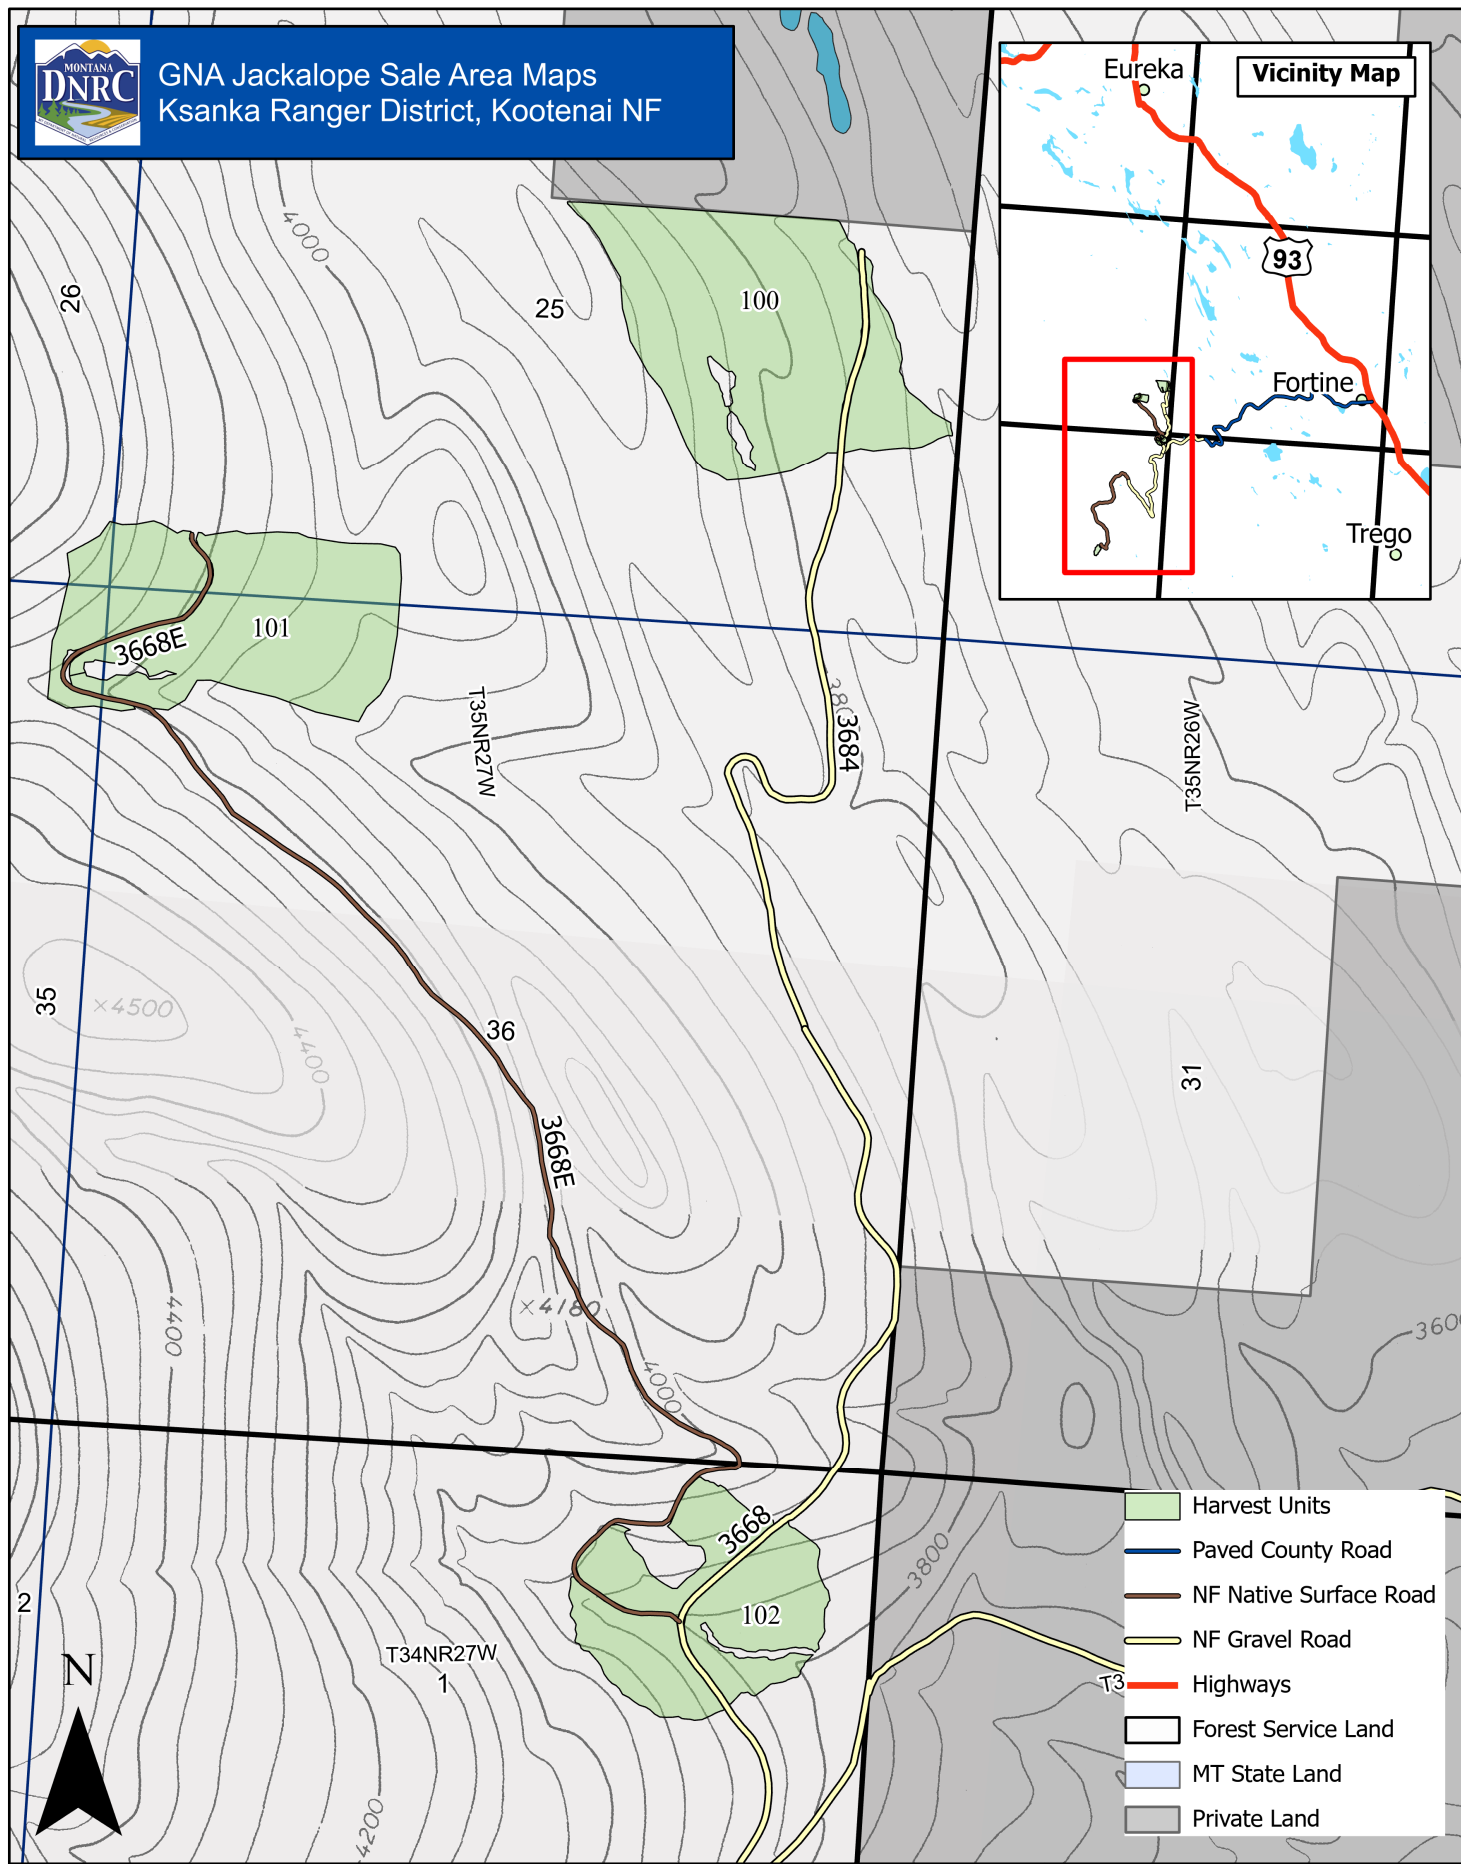 MONTANA
DNRC
GNA Jackalope Sale Area Maps
Ksanka Ranger District, Kootenai NF
Vicinity Map
Eureka
93
Fortine
Trego
4000
26
25
100
101
3668E
T35NR27W
3800
3684
T35NR26W
35
×4500
4400
36
31
3668E
4400
×4180
4000
3600
3668
3800
102
2
T34NR27W
1
T3
4200
N
Harvest Units
Paved County Road
NF Native Surface Road
NF Gravel Road
Highways
Forest Service Land
MT State Land
Private Land